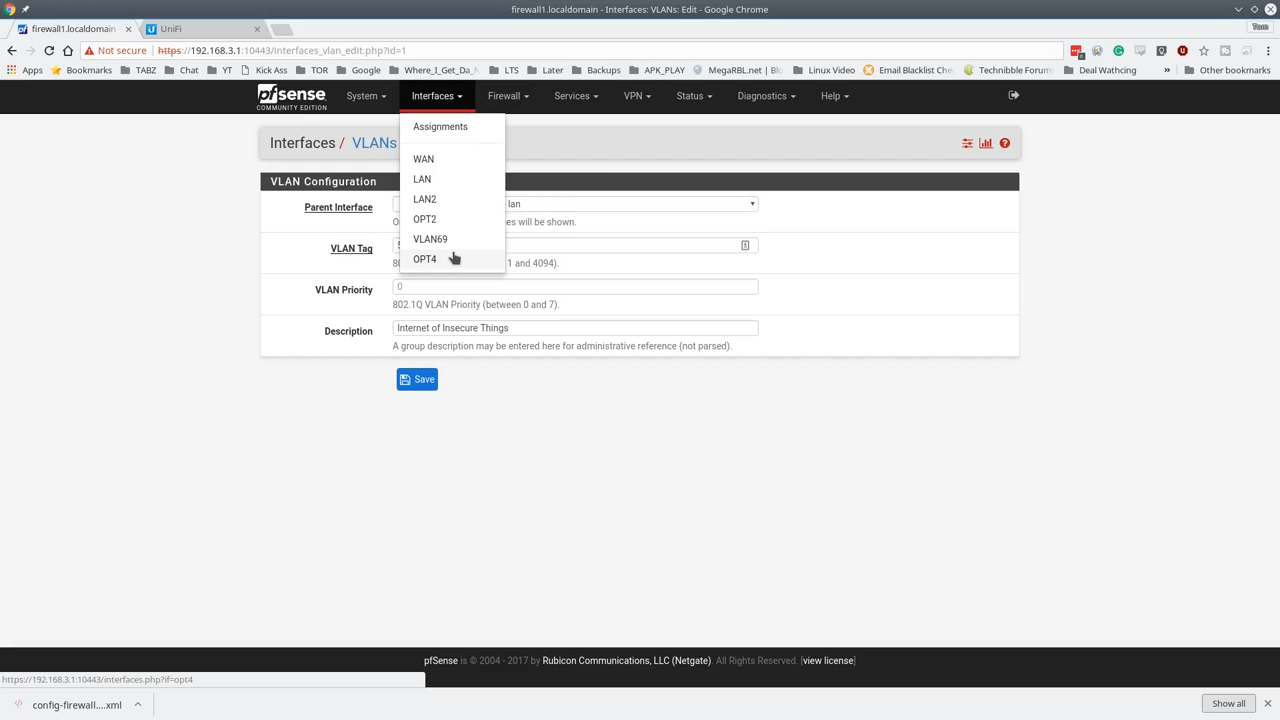 firewall1.localdomain - Interfaces: VLANs: Edit - Google Chrome
firewall1.localdomain
UniFi
Tom
Not secure
https://192.168.3.1:10443/interfaces_vlan_edit.php?id=1
Apps
Bookmarks
TABZ
Chat
YT
Kick Ass
TOR
Google
Where_I_Get_Da_
LTS
Later
Backups
APK_PLAY
MegaRBL.net | Bl
Linux Video
Email Blacklist Che
Technibble Forum
Deal Wathcing
»
Other bookmarks
pfsense
COMMUNITY EDITION
System
Interfaces
Firewall
Services
VPN
Status
Diagnostics
Help
Assignments
WAN
LAN
LAN2
OPT2
VLAN69
OPT4
Interfaces / VLANs
VLAN Configuration
Parent Interface
lan
es will be shown.
VLAN Tag
1 and 4094).
VLAN Priority
0
802.1Q VLAN Priority (between 0 and 7).
Description
Internet of Insecure Things
A group description may be entered here for administrative reference (not parsed).
Save
pfSense is © 2004 - 2017 by Rubicon Communications, LLC (Netgate). All Rights Reserved. [view license]
https://192.168.3.1:10443/interfaces.php?if=opt4
config-firewall....xml
Show all